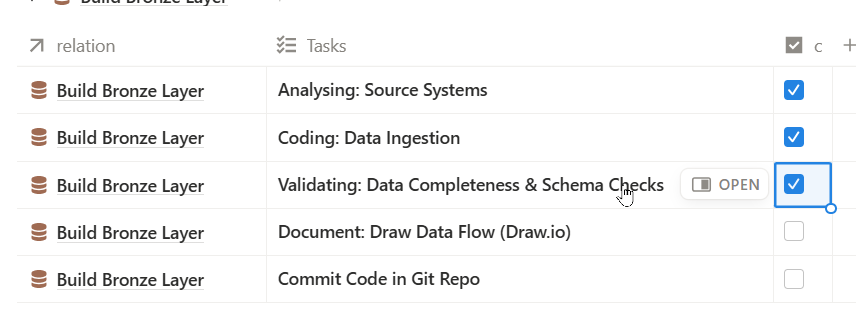 Build Bronze Layer
relation Tasks c
Build Bronze Layer Analysing: Source Systems
Build Bronze Layer Coding: Data Ingestion
Build Bronze Layer Validating: Data Completeness & Schema Checks OPEN
Build Bronze Layer Document: Draw Data Flow (Draw.io)
Build Bronze Layer Commit Code in Git Repo